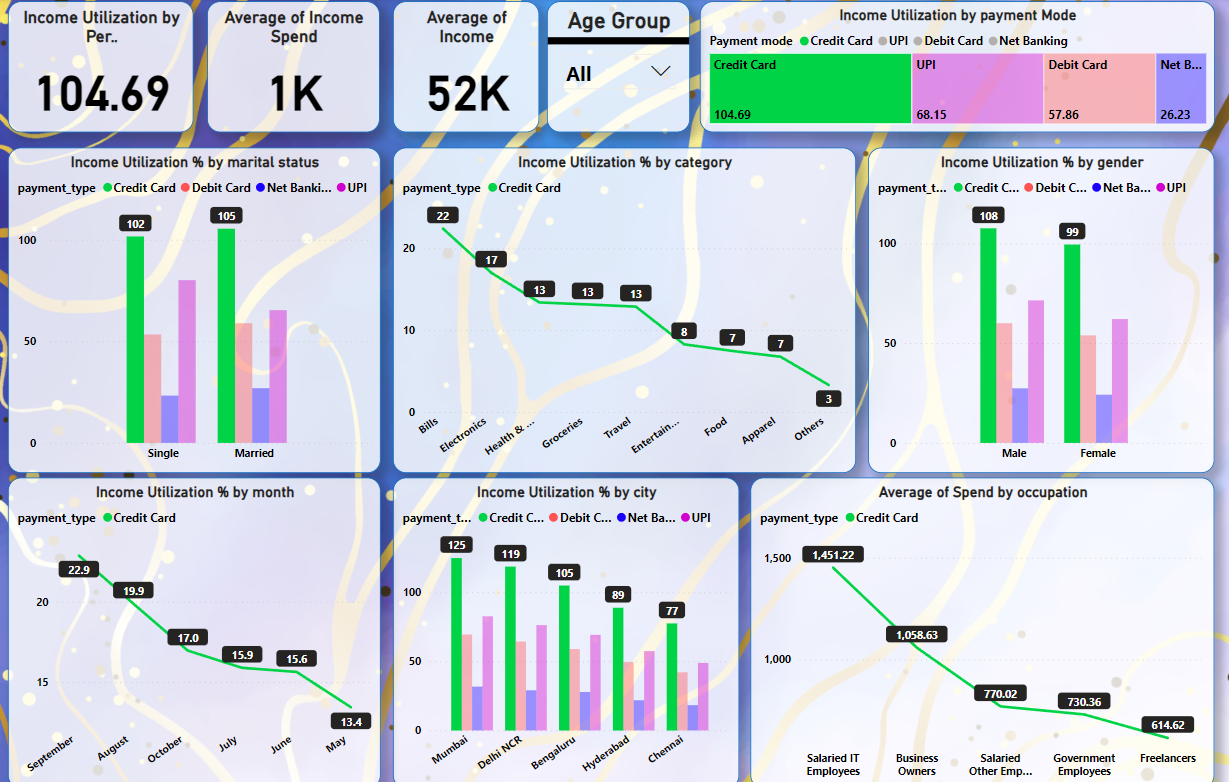 Income Utilization by
Per..
104.69
Average of Income
Spend
1K
Average of
Income
52K
Age Group
All
Income Utilization by payment Mode
Payment mode Credit Card UPI Debit Card Net Banking
Credit Card UPI Debit Card Net B...
104.69 68.15 57.86 26.23
Income Utilization % by marital status
payment_type Credit Card Debit Card Net Banki... UPI
102 105
100
50
0
Single Married
Income Utilization % by category
payment_type Credit Card
22
17
13 13 13
8 7 7
3
20
10
0
Bills Electronics Health & ... Groceries Travel Entertain... Food Apparel Others
Income Utilization % by gender
payment_t... Credit C... Debit C... Net Ba... UPI
108 99
100
50
0
Male Female
Income Utilization % by month
payment_type Credit Card
22.9
19.9
17.0
15.9 15.6
13.4
20
15
September August October July June May
Income Utilization % by city
payment_t... Credit C... Debit C... Net Ba... UPI
125 119 105 89 77
100
50
0
Mumbai Delhi NCR Bengaluru Hyderabad Chennai
Average of Spend by occupation
payment_type Credit Card
1,500
1,000
1,451.22
1,058.63
770.02
730.36
614.62
Salaried IT
Employees
Business
Owners
Salaried
Other Emp...
Government
Employees
Freelancers